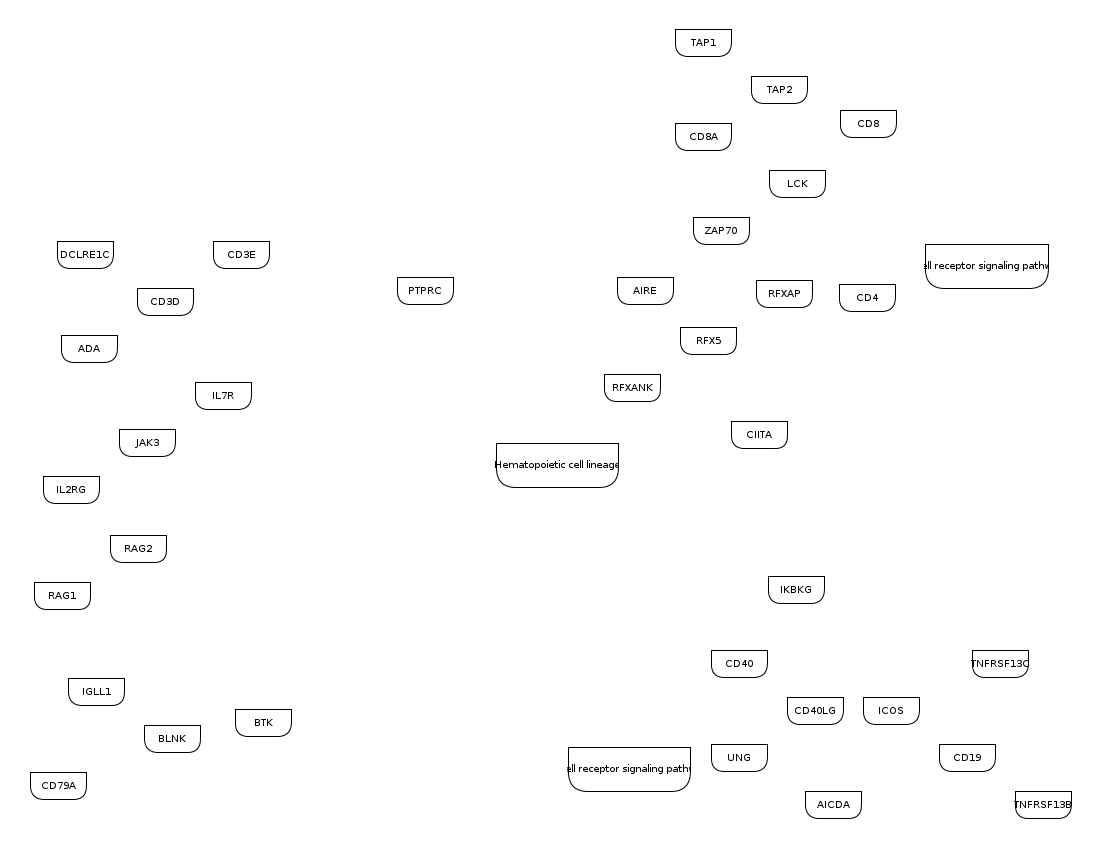 TAP1
TAP2
CD8
CD8A
LCK
ZAP70
DCLRE1C
CD3E
ell receptor signaling pathw
CD3D
PTPRC
AIRE
RFXAP
CD4
RFX5
ADA
RFXANK
IL7R
CIITA
JAK3
Hematopoietic cell lineage
IL2RG
RAG2
IKBKG
RAG1
CD40
TNFRSF13C
IGLL1
CD40LG
ICOS
BTK
BLNK
UNG
CD19
ell receptor signaling pathw
CD79A
AICDA
TNFRSF13B